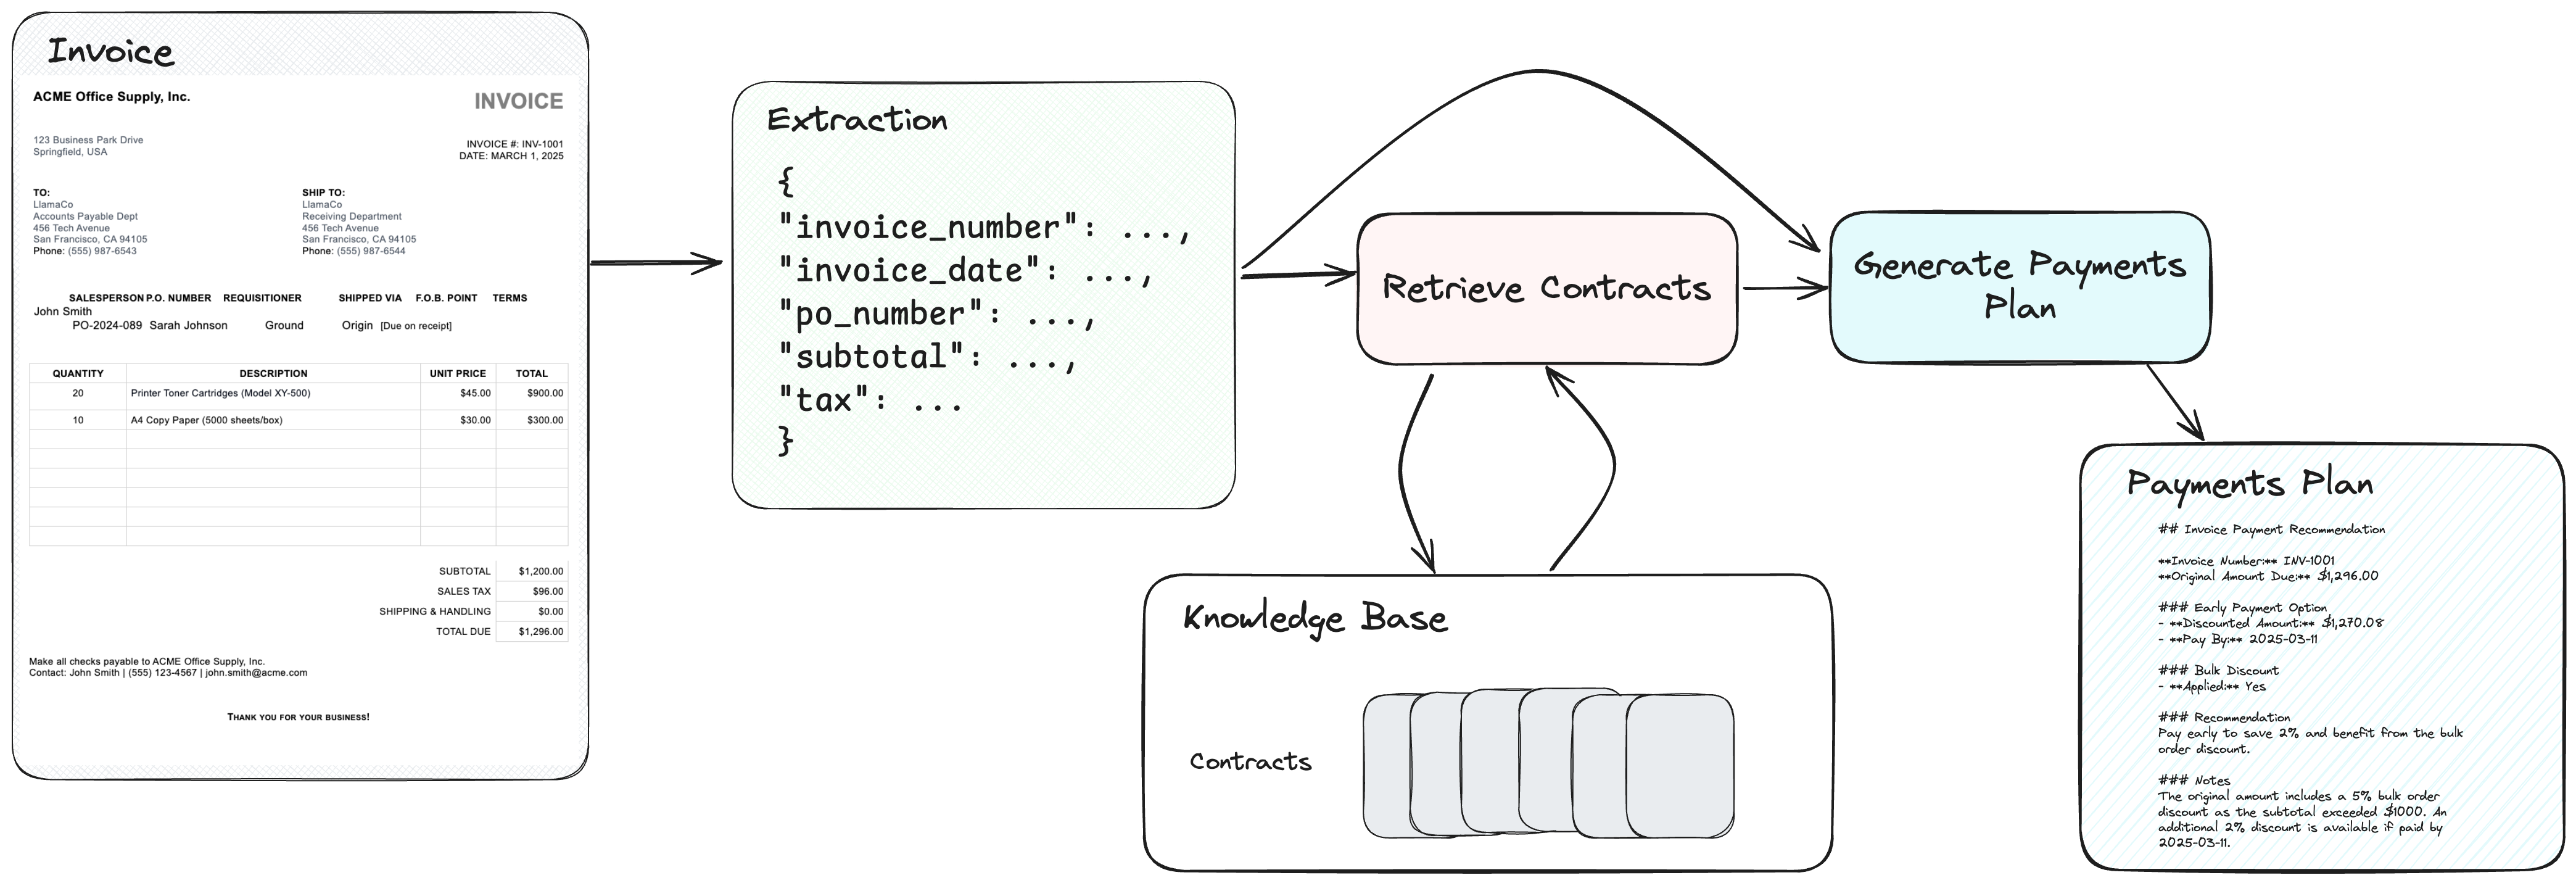 Invoice
ACME Office Supply, Inc.
INVOICE
123 Business Park Drive
Springfield, USA
INVOICE #: INV-1001
DATE: MARCH 1, 2025
TO:
LlamaCo
Accounts Payable Dept
456 Tech Avenue
San Francisco, CA 94105
Phone: (555) 987-6543
SHIP TO:
LlamaCo
Receiving Department
456 Tech Avenue
San Francisco, CA 94105
Phone: (555) 987-6544
SALESPERSON P.O. NUMBER REQUISITIONER SHIPPED VIA F.O.B. POINT TERMS
John Smith
PO-2024-089 Sarah Johnson Ground Origin [Due on receipt]
QUANTITY DESCRIPTION UNIT PRICE TOTAL
20 Printer Toner Cartridges (Model XY-500) $45.00 $900.00
10 A4 Copy Paper (5000 sheets/box) $30.00 $300.00
SUBTOTAL $1,200.00
SALES TAX $96.00
SHIPPING & HANDLING $0.00
TOTAL DUE $1,296.00
Make all checks payable to ACME Office Supply, Inc.
Contact: John Smith | (555) 123-4567 | john.smith@acme.com
THANK YOU FOR YOUR BUSINESS!
Extraction
{
"invoice_number": ...,
"invoice_date": ...,
"po_number": ...,
"subtotal": ...,
"tax": ...
}
Retrieve Contracts
Generate Payments
Plan
Knowledge Base
Contracts
Payments Plan
## Invoice Payment Recommendation
**Invoice Number:** INV-1001
**Original Amount Due:** $1,296.00
### Early Payment Option
- **Discounted Amount:** $1,270.08
- **Pay By:** 2025-03-11
### Bulk Discount
- **Applied:** Yes
### Recommendation
Pay early to save 2% and benefit from the bulk
order discount.
### Notes
The original amount includes a 5% bulk order
discount as the subtotal exceeded $1000. An
additional 2% discount is available if paid by
2025-03-11.